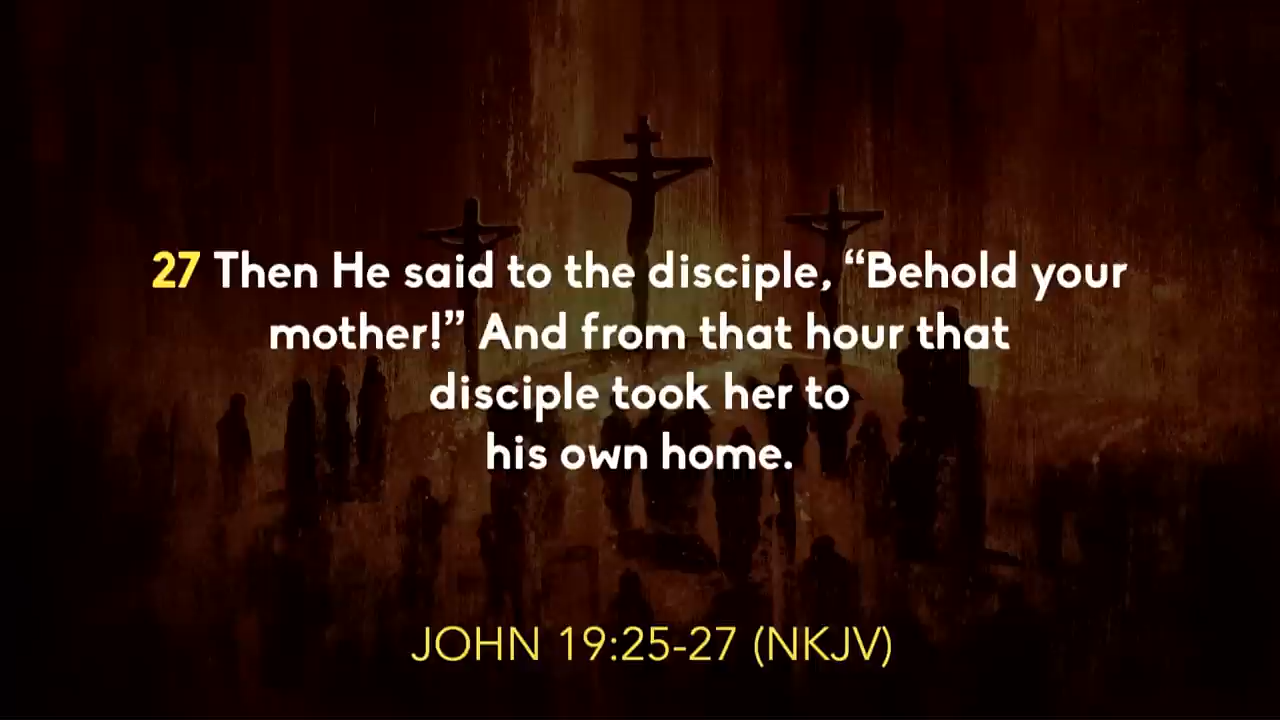 27 Then He said to the disciple, “Behold your
mother!” And from that hour that
disciple took her to
his own home.
JOHN 19:25-27 (NKJV)